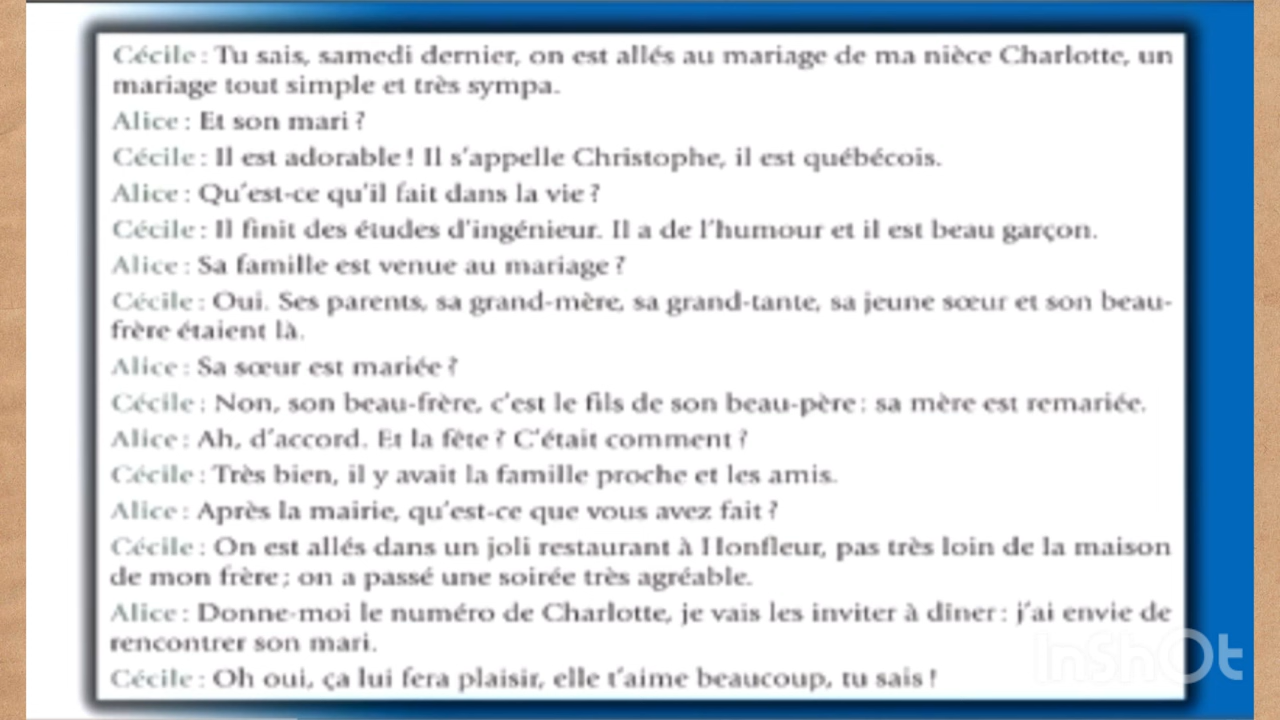 Cécile : Tu sais, samedi dernier, on est allés au mariage de ma nièce Charlotte, un
mariage tout simple et très sympa.
Alice : Et son mari ?
Cécile : Il est adorable ! Il s'appelle Christophe, il est québécois.
Alice : Qu'est-ce qu'il fait dans la vie ?
Cécile : Il finit des études d'ingénieur. Il a de l'humour et il est beau garçon.
Alice : Sa famille est venue au mariage ?
Cécile : Oui. Ses parents, sa grand-mère, sa grand-tante, sa jeune sœur et son beau-
frère étaient là.
Alice : Sa sœur est mariée ?
Cécile : Non, son beau-frère, c'est le fils de son beau-père : sa mère est remariée.
Alice : Ah, d'accord. Et la fête ? C'était comment ?
Cécile : Très bien, il y avait la famille proche et les amis.
Alice : Après la mairie, qu'est-ce que vous avez fait ?
Cécile : On est allés dans un joli restaurant à Honfleur, pas très loin de la maison
de mon frère ; on a passé une soirée très agréable.
Alice : Donne-moi le numéro de Charlotte, je vais les inviter à dîner : j'ai envie de
rencontrer son mari.
Cécile : Oh oui, ça lui fera plaisir, elle t'aime beaucoup, tu sais !
InShOt